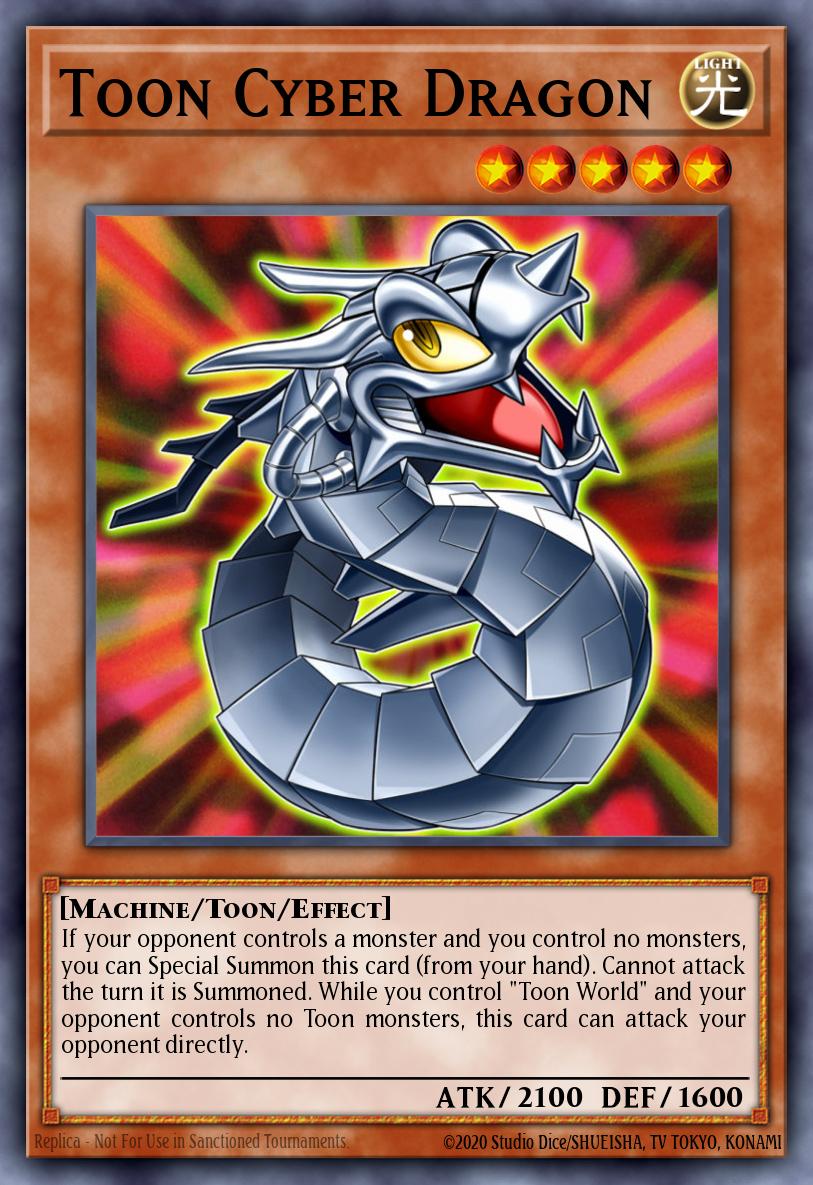 Toon Cyber Dragon
LIGHT
光
[Machine/Toon/Effect]
If your opponent controls a monster and you control no monsters,
you can Special Summon this card (from your hand). Cannot attack
the turn it is Summoned. While you control "Toon World" and your
opponent controls no Toon monsters, this card can attack your
opponent directly.
ATK/2100 DEF/1600
Replica - Not For Use in Sanctioned Tournaments.
©2020 Studio Dice/SHUEISHA, TV TOKYO, KONAMI